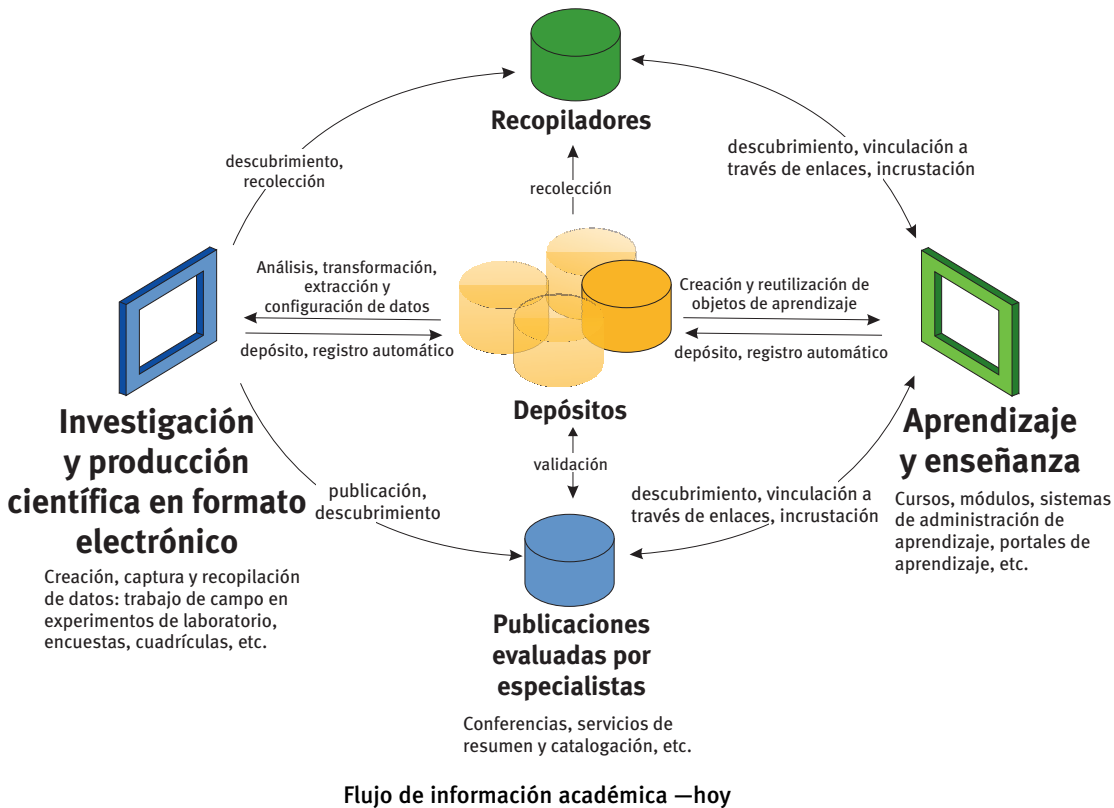 Recopiladores
descubrimiento,
recolección
descubrimiento, vinculación a
través de enlaces, incrustación
recolección
Análisis, transformación,
extracción y
configuración de datos
depósito, registro automático
Creación y reutilización de
objetos de aprendizaje
depósito, registro automático
Depósitos
Investigación
y producción
científica en formato
electrónico
Creación, captura y recopilación
de datos: trabajo de campo en
experimentos de laboratorio,
encuestas, cuadrículas, etc.
Aprendizaje
y enseñanza
Cursos, módulos, sistemas
de administración de
aprendizaje, portales de
aprendizaje, etc.
validación
publicación,
descubrimiento
descubrimiento, vinculación a
través de enlaces, incrustación
Publicaciones
evaluadas por
especialistas
Conferencias, servicios de
resumen y catalogación, etc.
Flujo de información académica —hoy